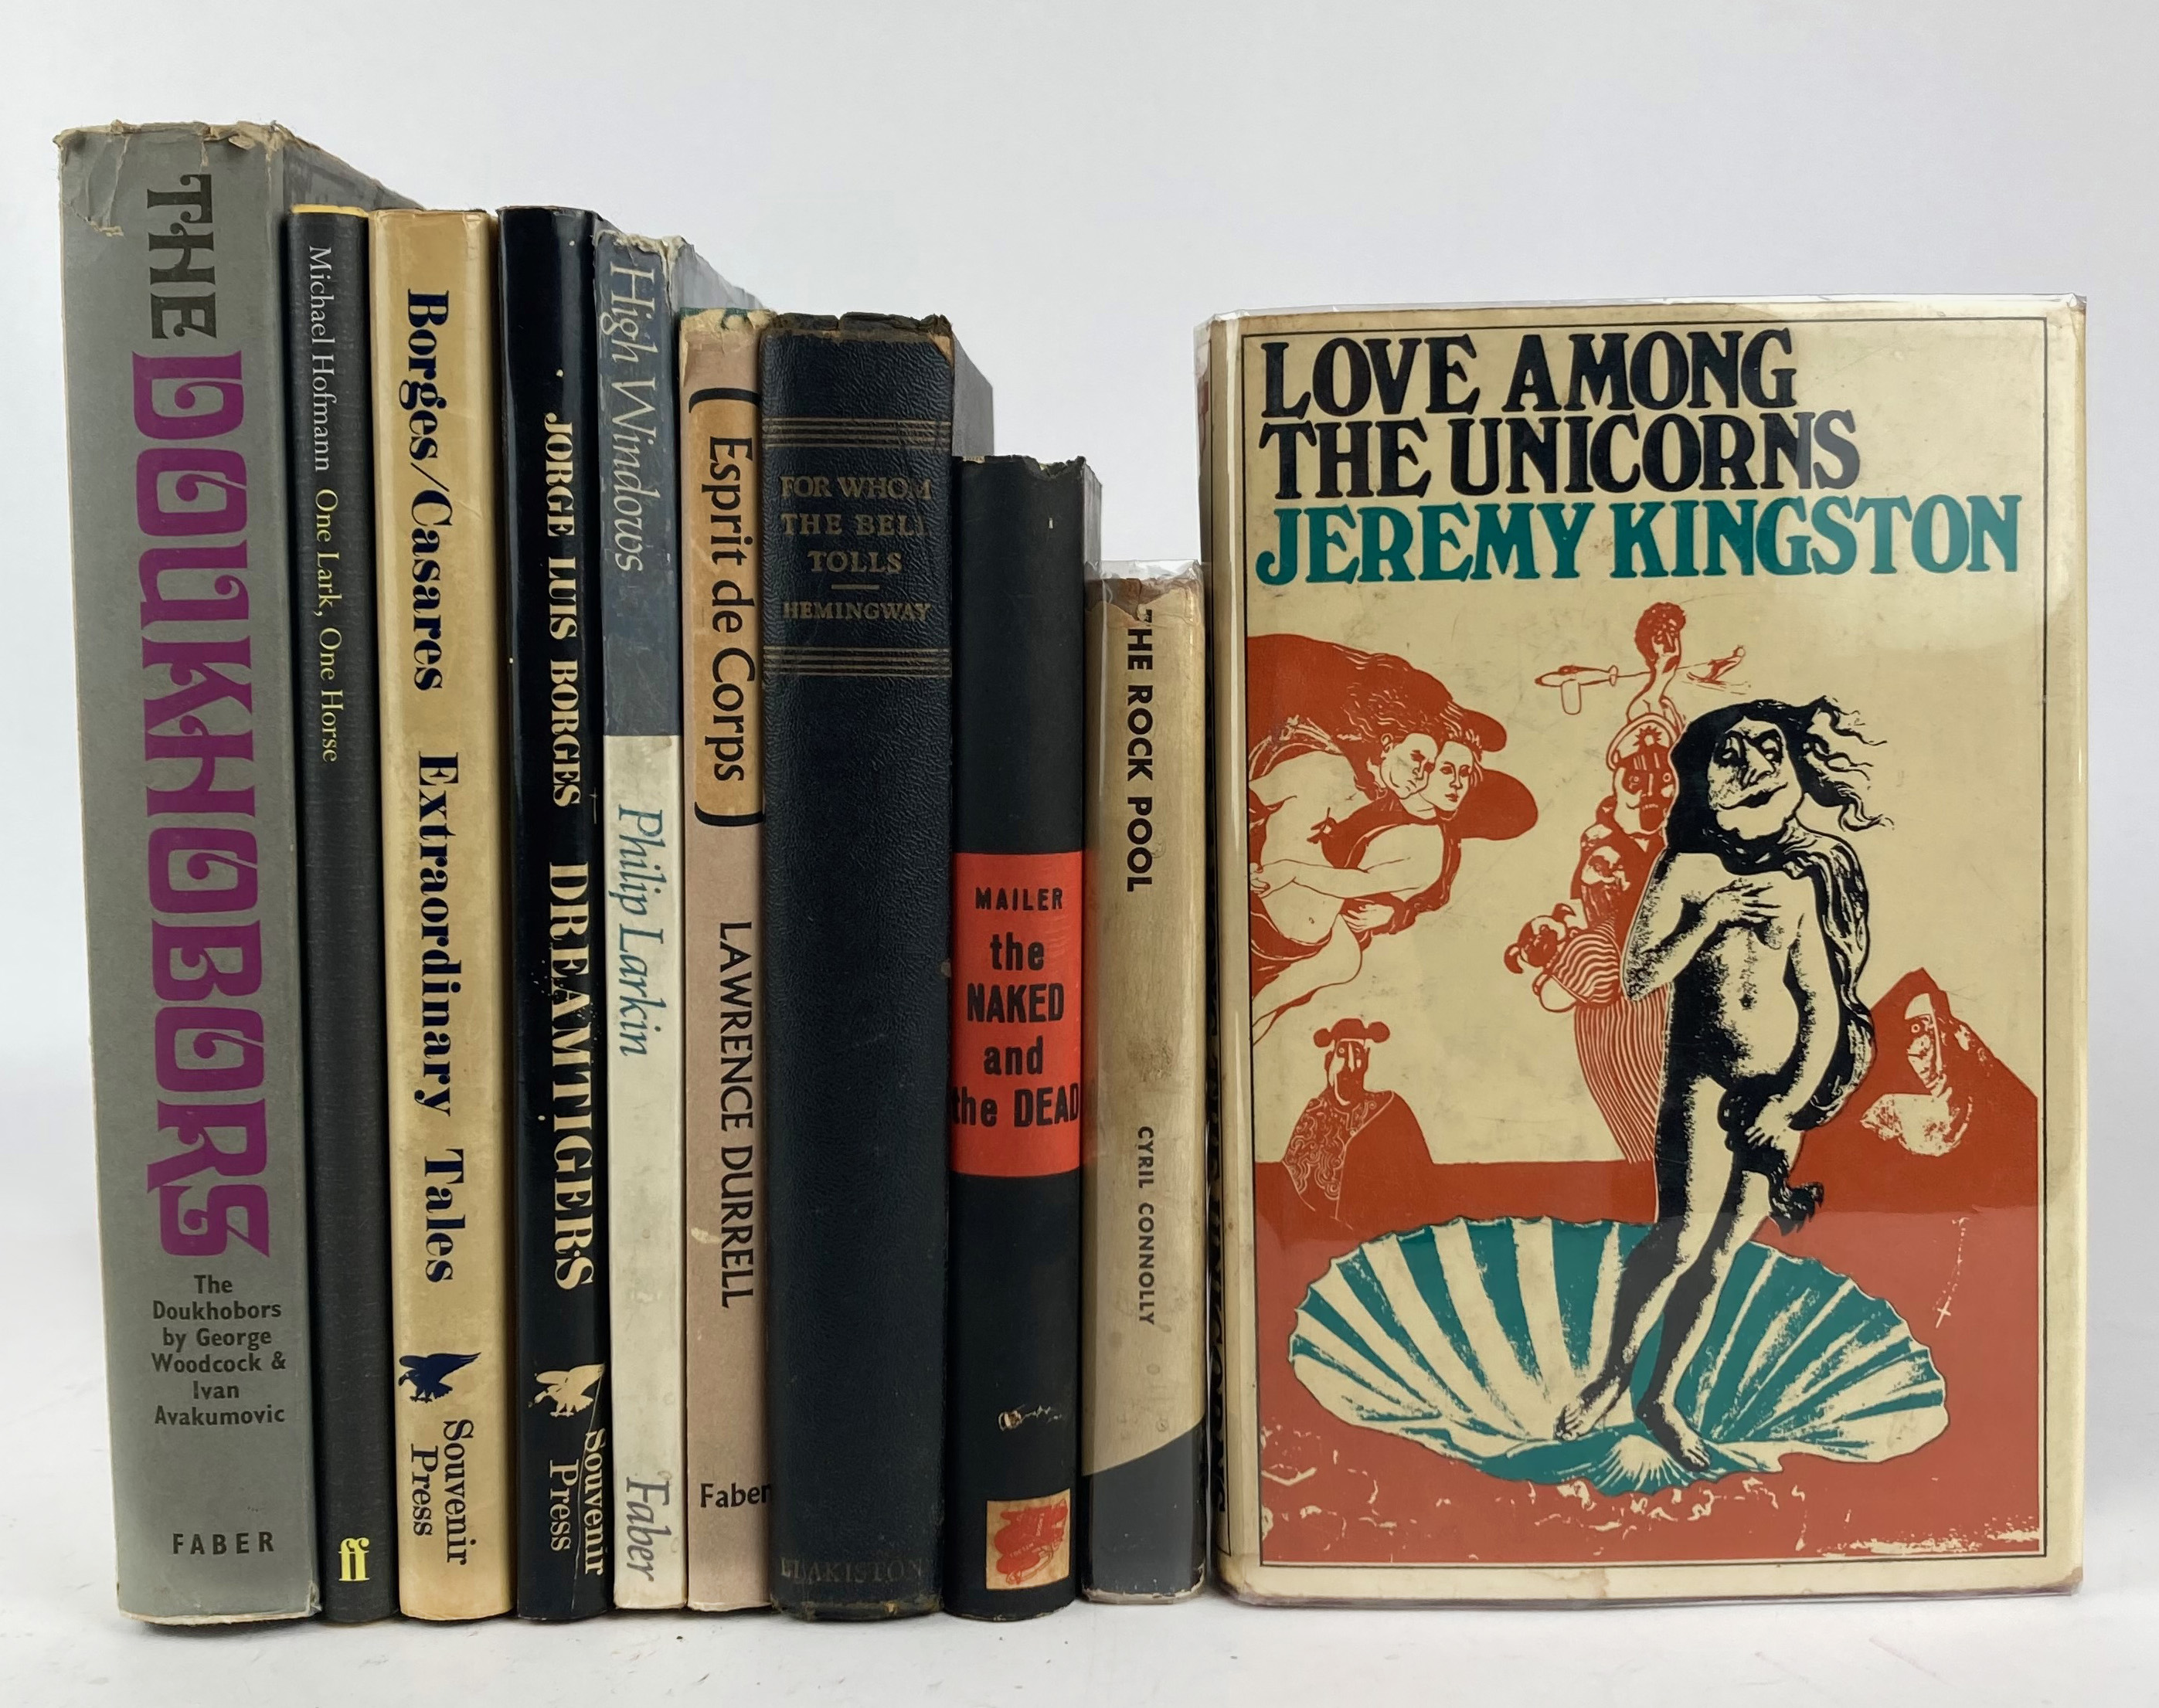 THE
DOUKHOBORS
The
Doukhobors
by George
Woodcock &
Ivan
Avakumovic
FABER
Michael Hofmann One Lark, One Horse
ff
Borges/Casares Extraordinary Tales
Souvenir
Press
JORGE LUIS BORGES DREAMTIGERS
Souvenir
Press
High Windows
Philip Larkin
Faber
(Esprit de Corps)
LAWRENCE DURRELL
Faber
FOR WHOM
THE BELL
TOLLS
HEMINGWAY
BLAKISTON
MAILER
the
NAKED
and
the DEAD
THE ROCK POOL
CYRIL CONNOLLY
LOVE AMONG
THE UNICORNS
JEREMY KINGSTON